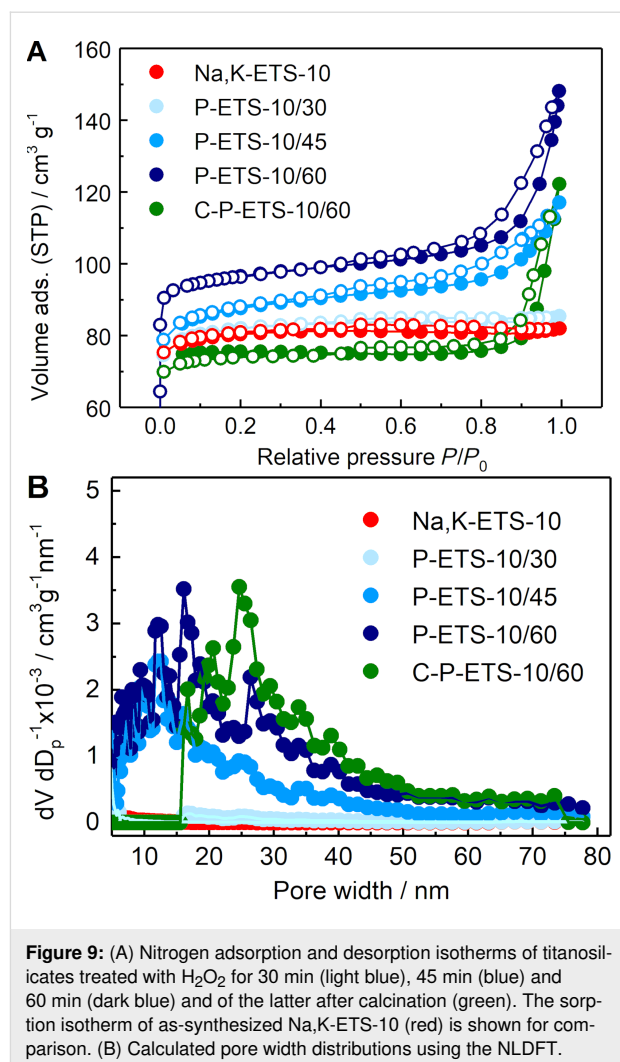 A
160
140
120
100
80
60
Volume ads. (STP) / cm³ g⁻¹
Na,K-ETS-10
P-ETS-10/30
P-ETS-10/45
P-ETS-10/60
C-P-ETS-10/60
0.0 0.2 0.4 0.6 0.8 1.0
Relative pressure P/P₀
B
5
4
3
2
1
0
dV dDₚ⁻¹x10⁻³ / cm³g⁻¹nm⁻¹
Na,K-ETS-10
P-ETS-10/30
P-ETS-10/45
P-ETS-10/60
C-P-ETS-10/60
10 20 30 40 50 60 70 80
Pore width / nm
Figure 9: (A) Nitrogen adsorption and desorption isotherms of titanosil-
icates treated with H₂O₂ for 30 min (light blue), 45 min (blue) and
60 min (dark blue) and of the latter after calcination (green). The sorp-
tion isotherm of as-synthesized Na,K-ETS-10 (red) is shown for com-
parison. (B) Calculated pore width distributions using the NLDFT.